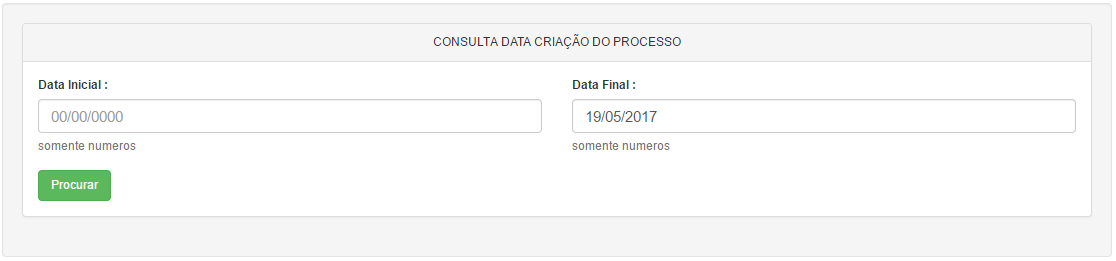 CONSULTA DATA CRIAÇÃO DO PROCESSO
Data Inicial :
Data Final :
00/00/0000
19/05/2017
somente numeros
somente numeros
Procurar